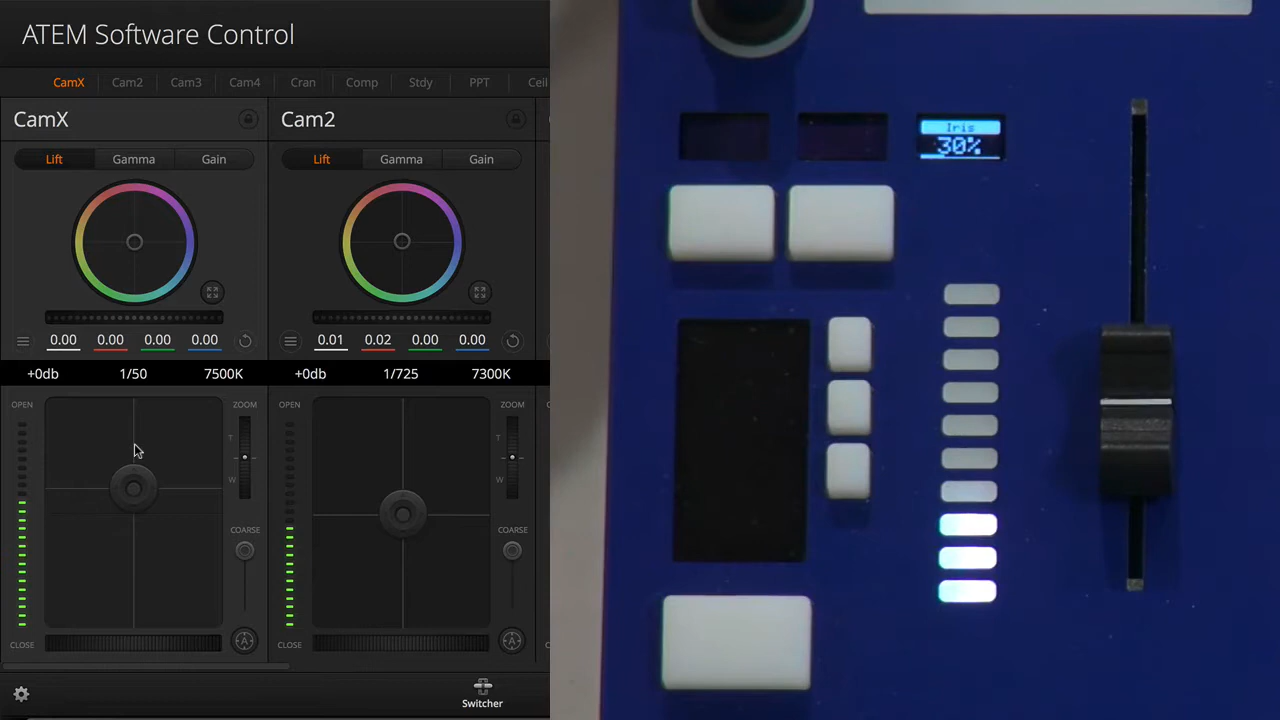 ATEM Software Control
CamX Cam2 Cam3 Cam4 Cran Comp Stdy PPT Ceil
CamX
Lift Gamma Gain
0.00 0.00 0.00 0.00
+0db 1/50 7500K
OPEN
ZOOM
T
W
COARSE
CLOSE
A
Cam2
Lift Gamma Gain
0.01 0.02 0.00 0.00
+0db 1/725 7300K
OPEN
ZOOM
T
W
COARSE
CLOSE
A
Switcher
Iris
30%